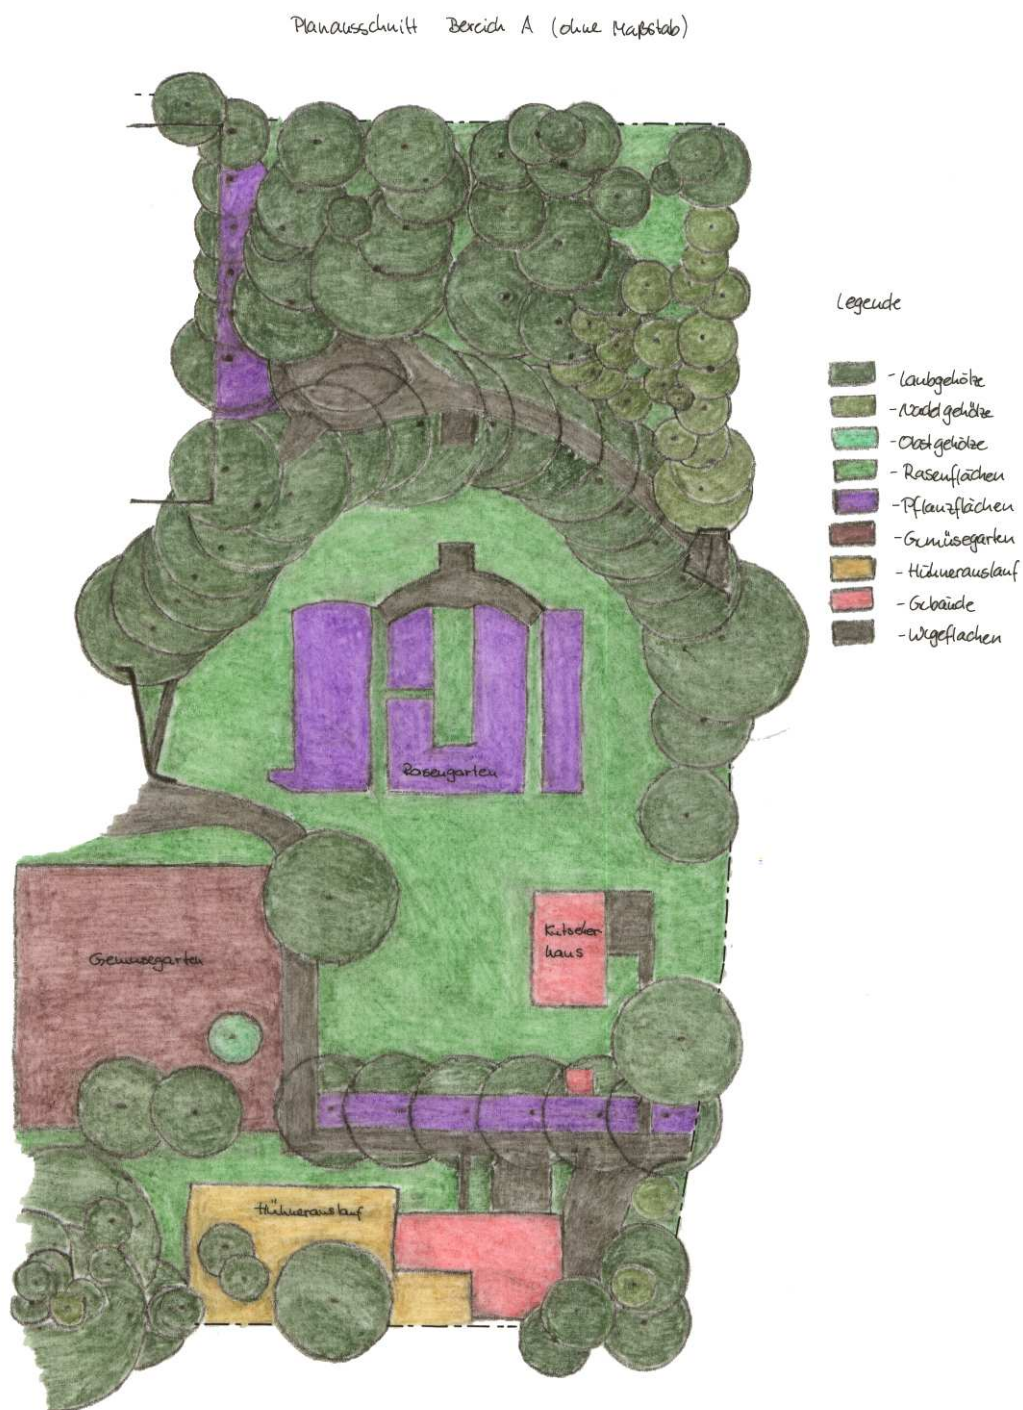 Planausschnitt Bereich A (ohne Maßstab)
Legende
- Laubgehölze
- Nadelgehölze
- Obstgehölze
- Rasenflächen
- Pflanzflächen
- Gemüsegarten
- Hühnerauslauf
- Gebäude
- Wegeflächen
Rosengarten
Kutscher
haus
Gemüsegarten
Hühnerauslauf